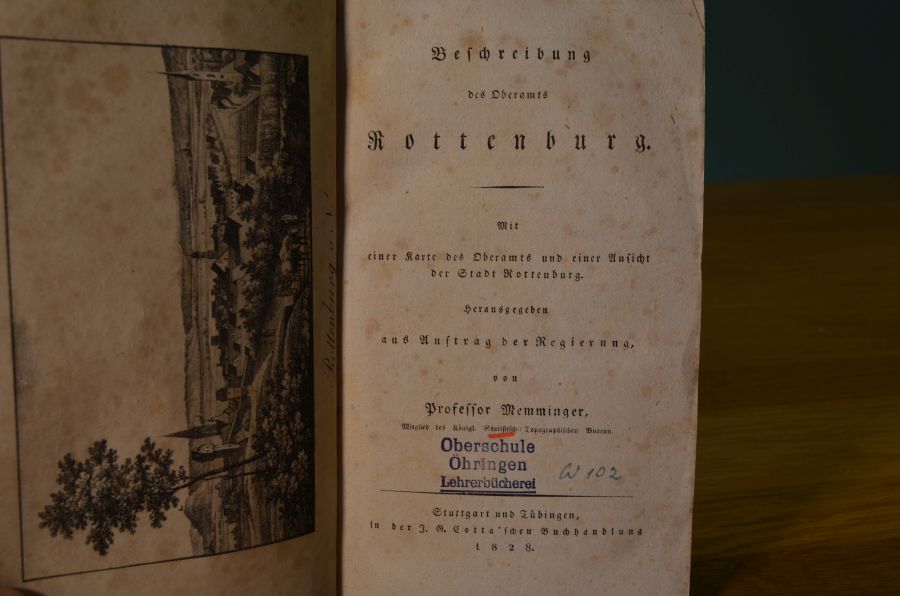 Beſchreibung
des Oberamts
Rottenburg.
Mit
einer Karte des Oberamts und einer Anſicht
der Stadt Rottenburg.
Herausgegeben
aus Auftrag der Regierung,
von
Profeſſor Memminger,
Mitglied des Königl. Statiſtiſch-Topographiſchen Bureau.
Oberschule
Öhringen
Lehrerbücherei
W 102
Stuttgart und Tübingen,
in der J. G. Cotta'ſchen Buchhandlung
1828.
Rottenburg